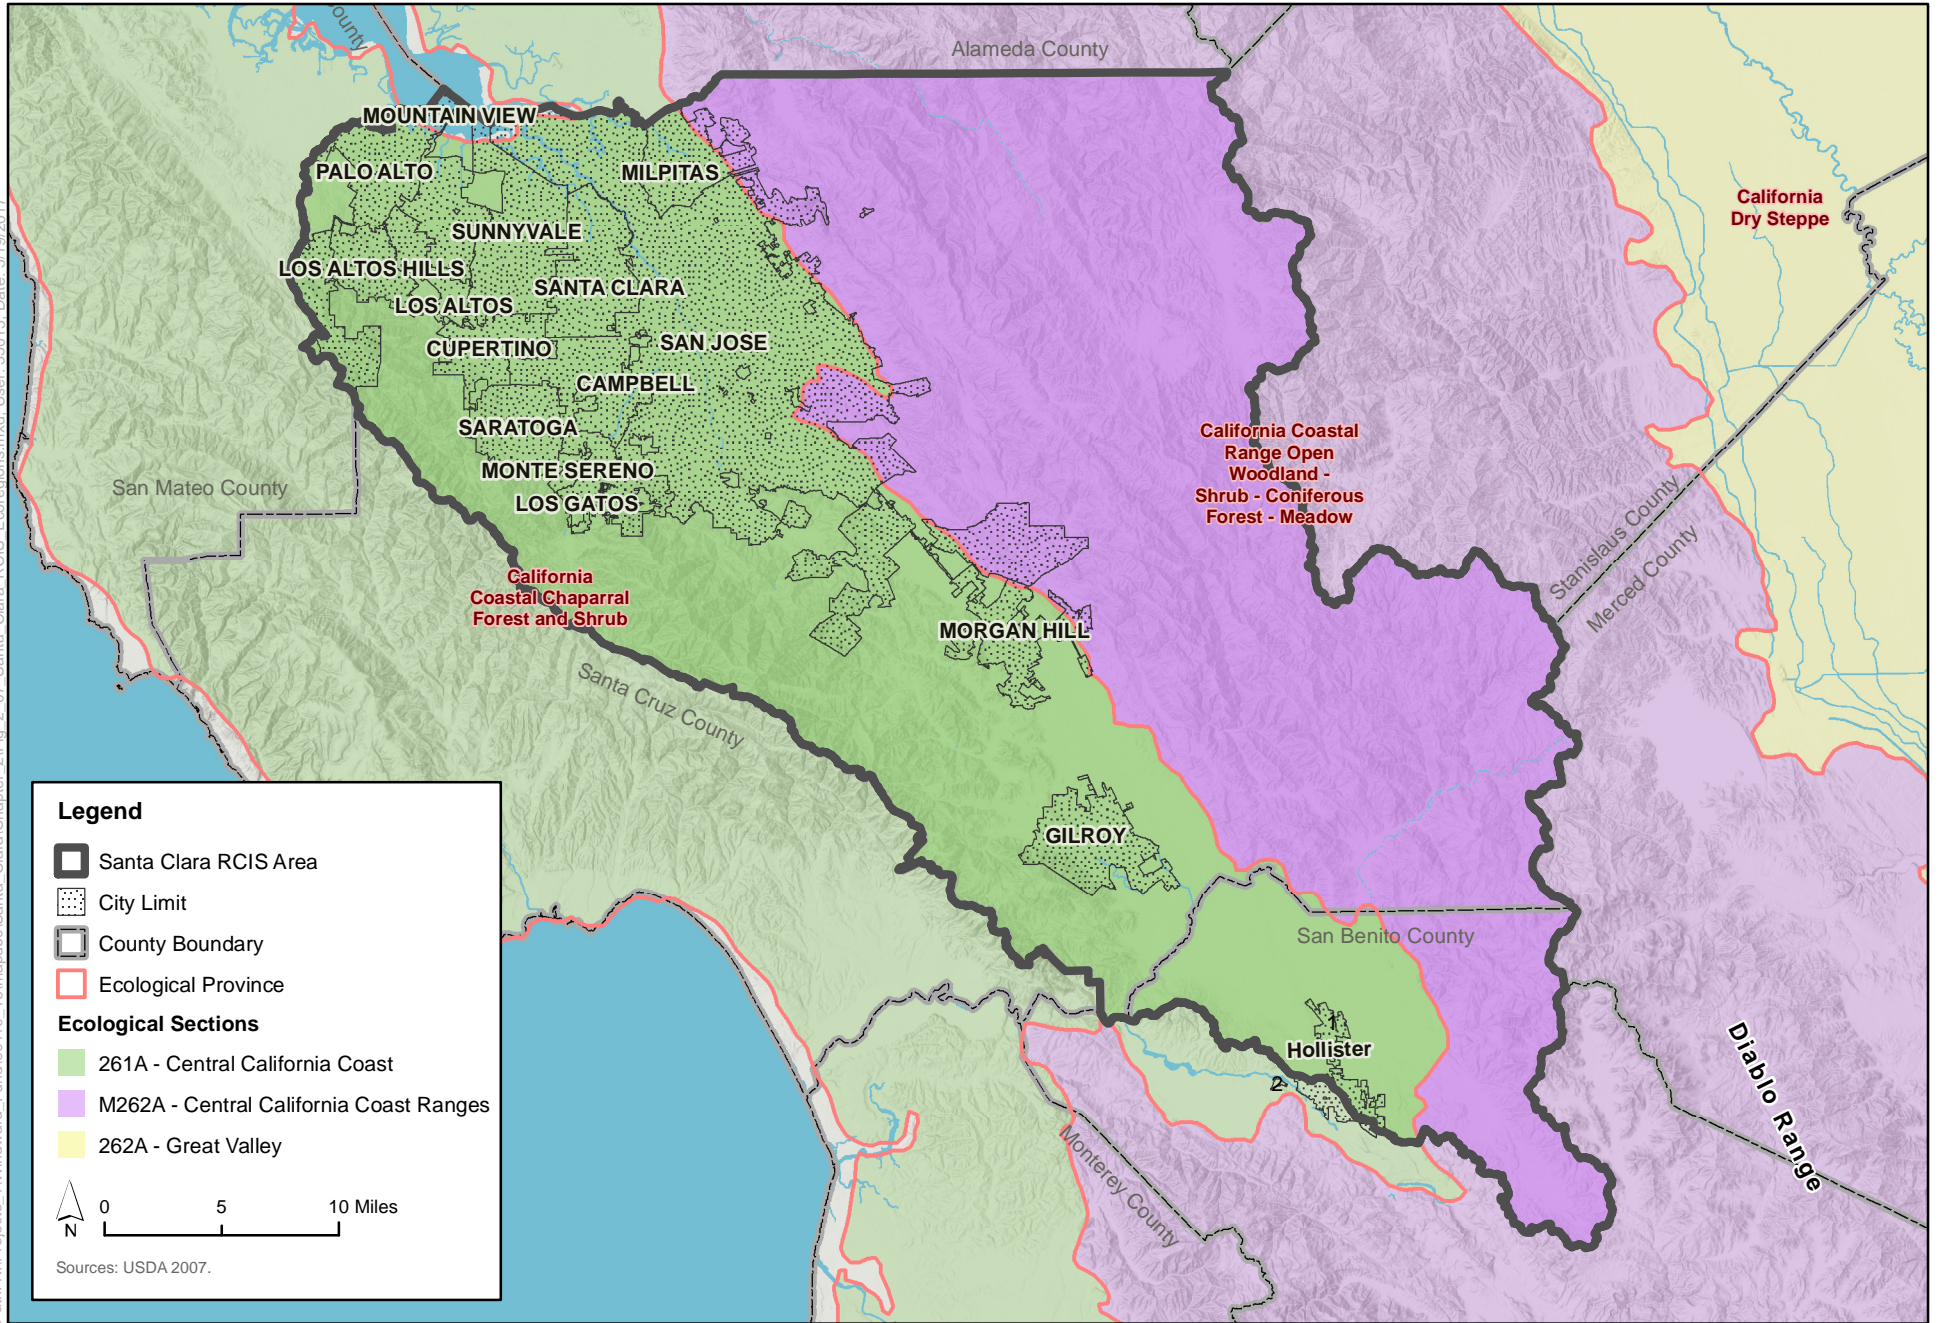 County
Alameda County
MOUNTAIN VIEW
PALO ALTO
MILPITAS
California
Dry Steppe
SUNNYVALE
LOS ALTOS HILLS
SANTA CLARA
LOS ALTOS
CUPERTINO
SAN JOSE
CAMPBELL
SARATOGA
MONTE SERENO
LOS GATOS
San Mateo County
California Coastal
Range Open
Woodland -
Shrub - Coniferous
Forest - Meadow
Stanislaus County
Merced County
California
Coastal Chaparral
Forest and Shrub
MORGAN HILL
Santa Cruz County
GILROY
San Benito County
1
Hollister
2
Diablo Range
Monterey County
Legend
Santa Clara RCIS Area
City Limit
County Boundary
Ecological Province
Ecological Sections
261A - Central California Coast
M262A - Central California Coast Ranges
262A - Great Valley
N
0 5 10 Miles
Sources: USDA 2007.